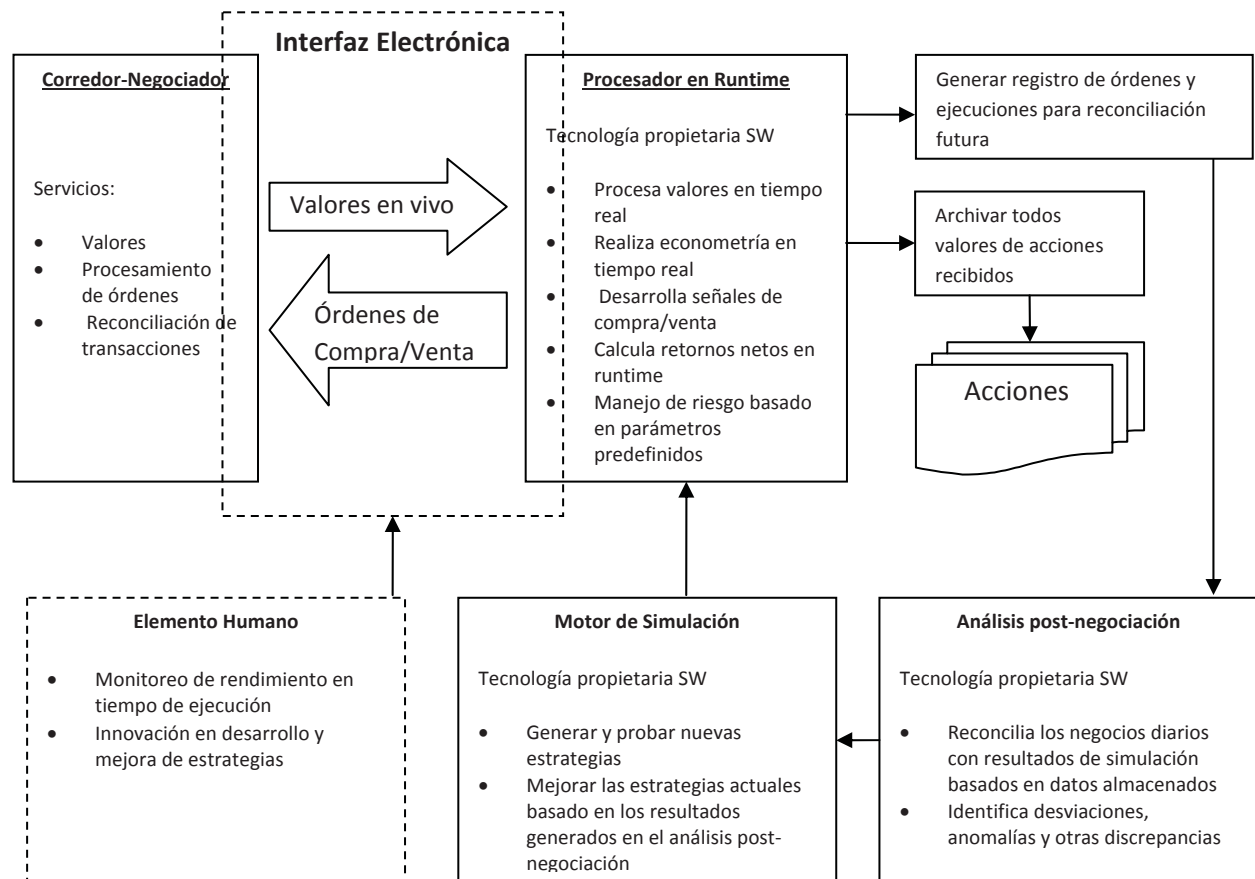 Interfaz Electrónica
Corredor-Negociador
Servicios:
• Valores
• Procesamiento
de órdenes
• Reconciliación de
transacciones
Valores en vivo
Órdenes de
Compra/Venta
Procesador en Runtime
Tecnología propietaria SW
• Procesa valores en tiempo
real
• Realiza econometría en
tiempo real
• Desarrolla señales de
compra/venta
• Calcula retornos netos en
runtime
• Manejo de riesgo basado
en parámetros
predefinidos
Generar registro de órdenes y
ejecuciones para reconciliación
futura
Archivar todos
valores de acciones
recibidos
Acciones
Elemento Humano
• Monitoreo de rendimiento en
tiempo de ejecución
• Innovación en desarrollo y
mejora de estrategias
Motor de Simulación
Tecnología propietaria SW
• Generar y probar nuevas
estrategias
• Mejorar las estrategias actuales
basado en los resultados
generados en el análisis post-
negociación
Análisis post-negociación
Tecnología propietaria SW
• Reconcilia los negocios diarios
con resultados de simulación
basados en datos almacenados
• Identifica desviaciones,
anomalías y otras discrepancias